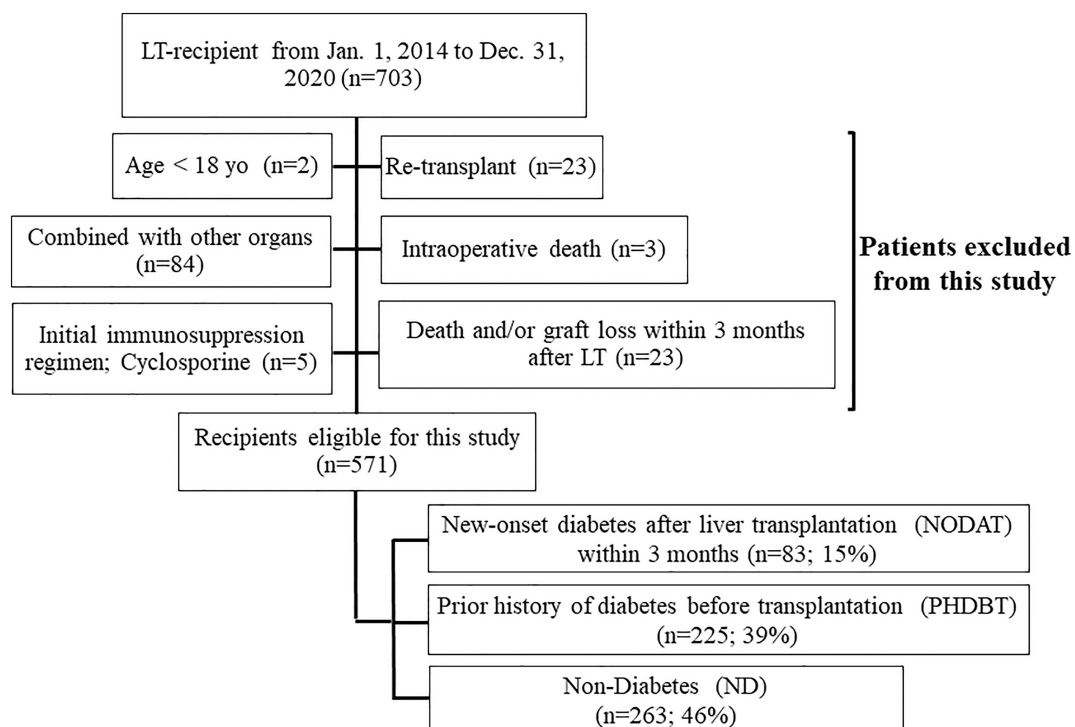 LT-recipient from Jan. 1, 2014 to Dec. 31,
2020 (n=703)
Age < 18 yo (n=2)
Re-transplant (n=23)
Combined with other organs
(n=84)
Intraoperative death (n=3)
Initial immunosuppression
regimen; Cyclosporine (n=5)
Death and/or graft loss within 3 months
after LT (n=23)
Patients excluded
from this study
Recipients eligible for this study
(n=571)
New-onset diabetes after liver transplantation (NODAT)
within 3 months (n=83; 15%)
Prior history of diabetes before transplantation (PHDBT)
(n=225; 39%)
Non-Diabetes (ND)
(n=263; 46%)